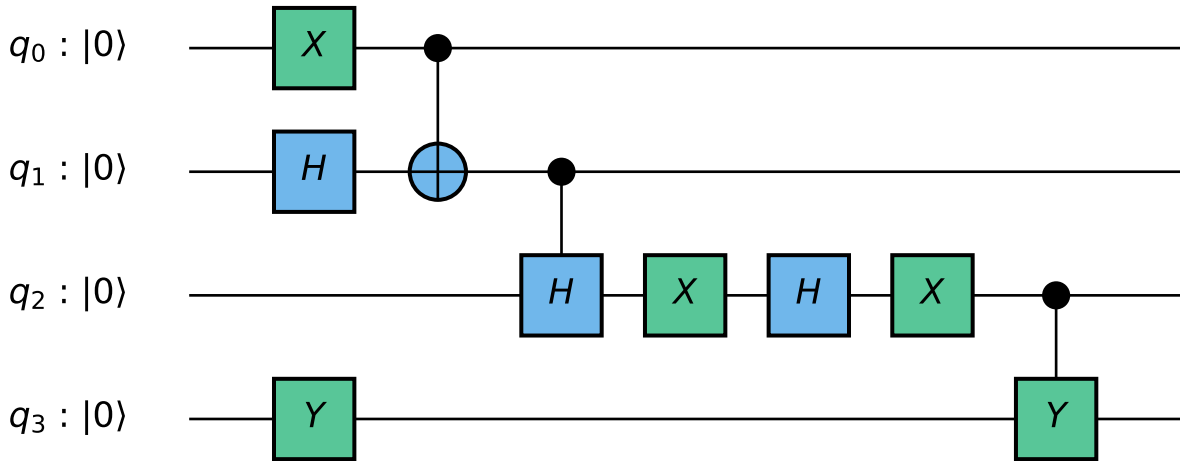 q₀ : |0⟩ X
q₁ : |0⟩ H
q₂ : |0⟩ H X H X
q₃ : |0⟩ Y Y